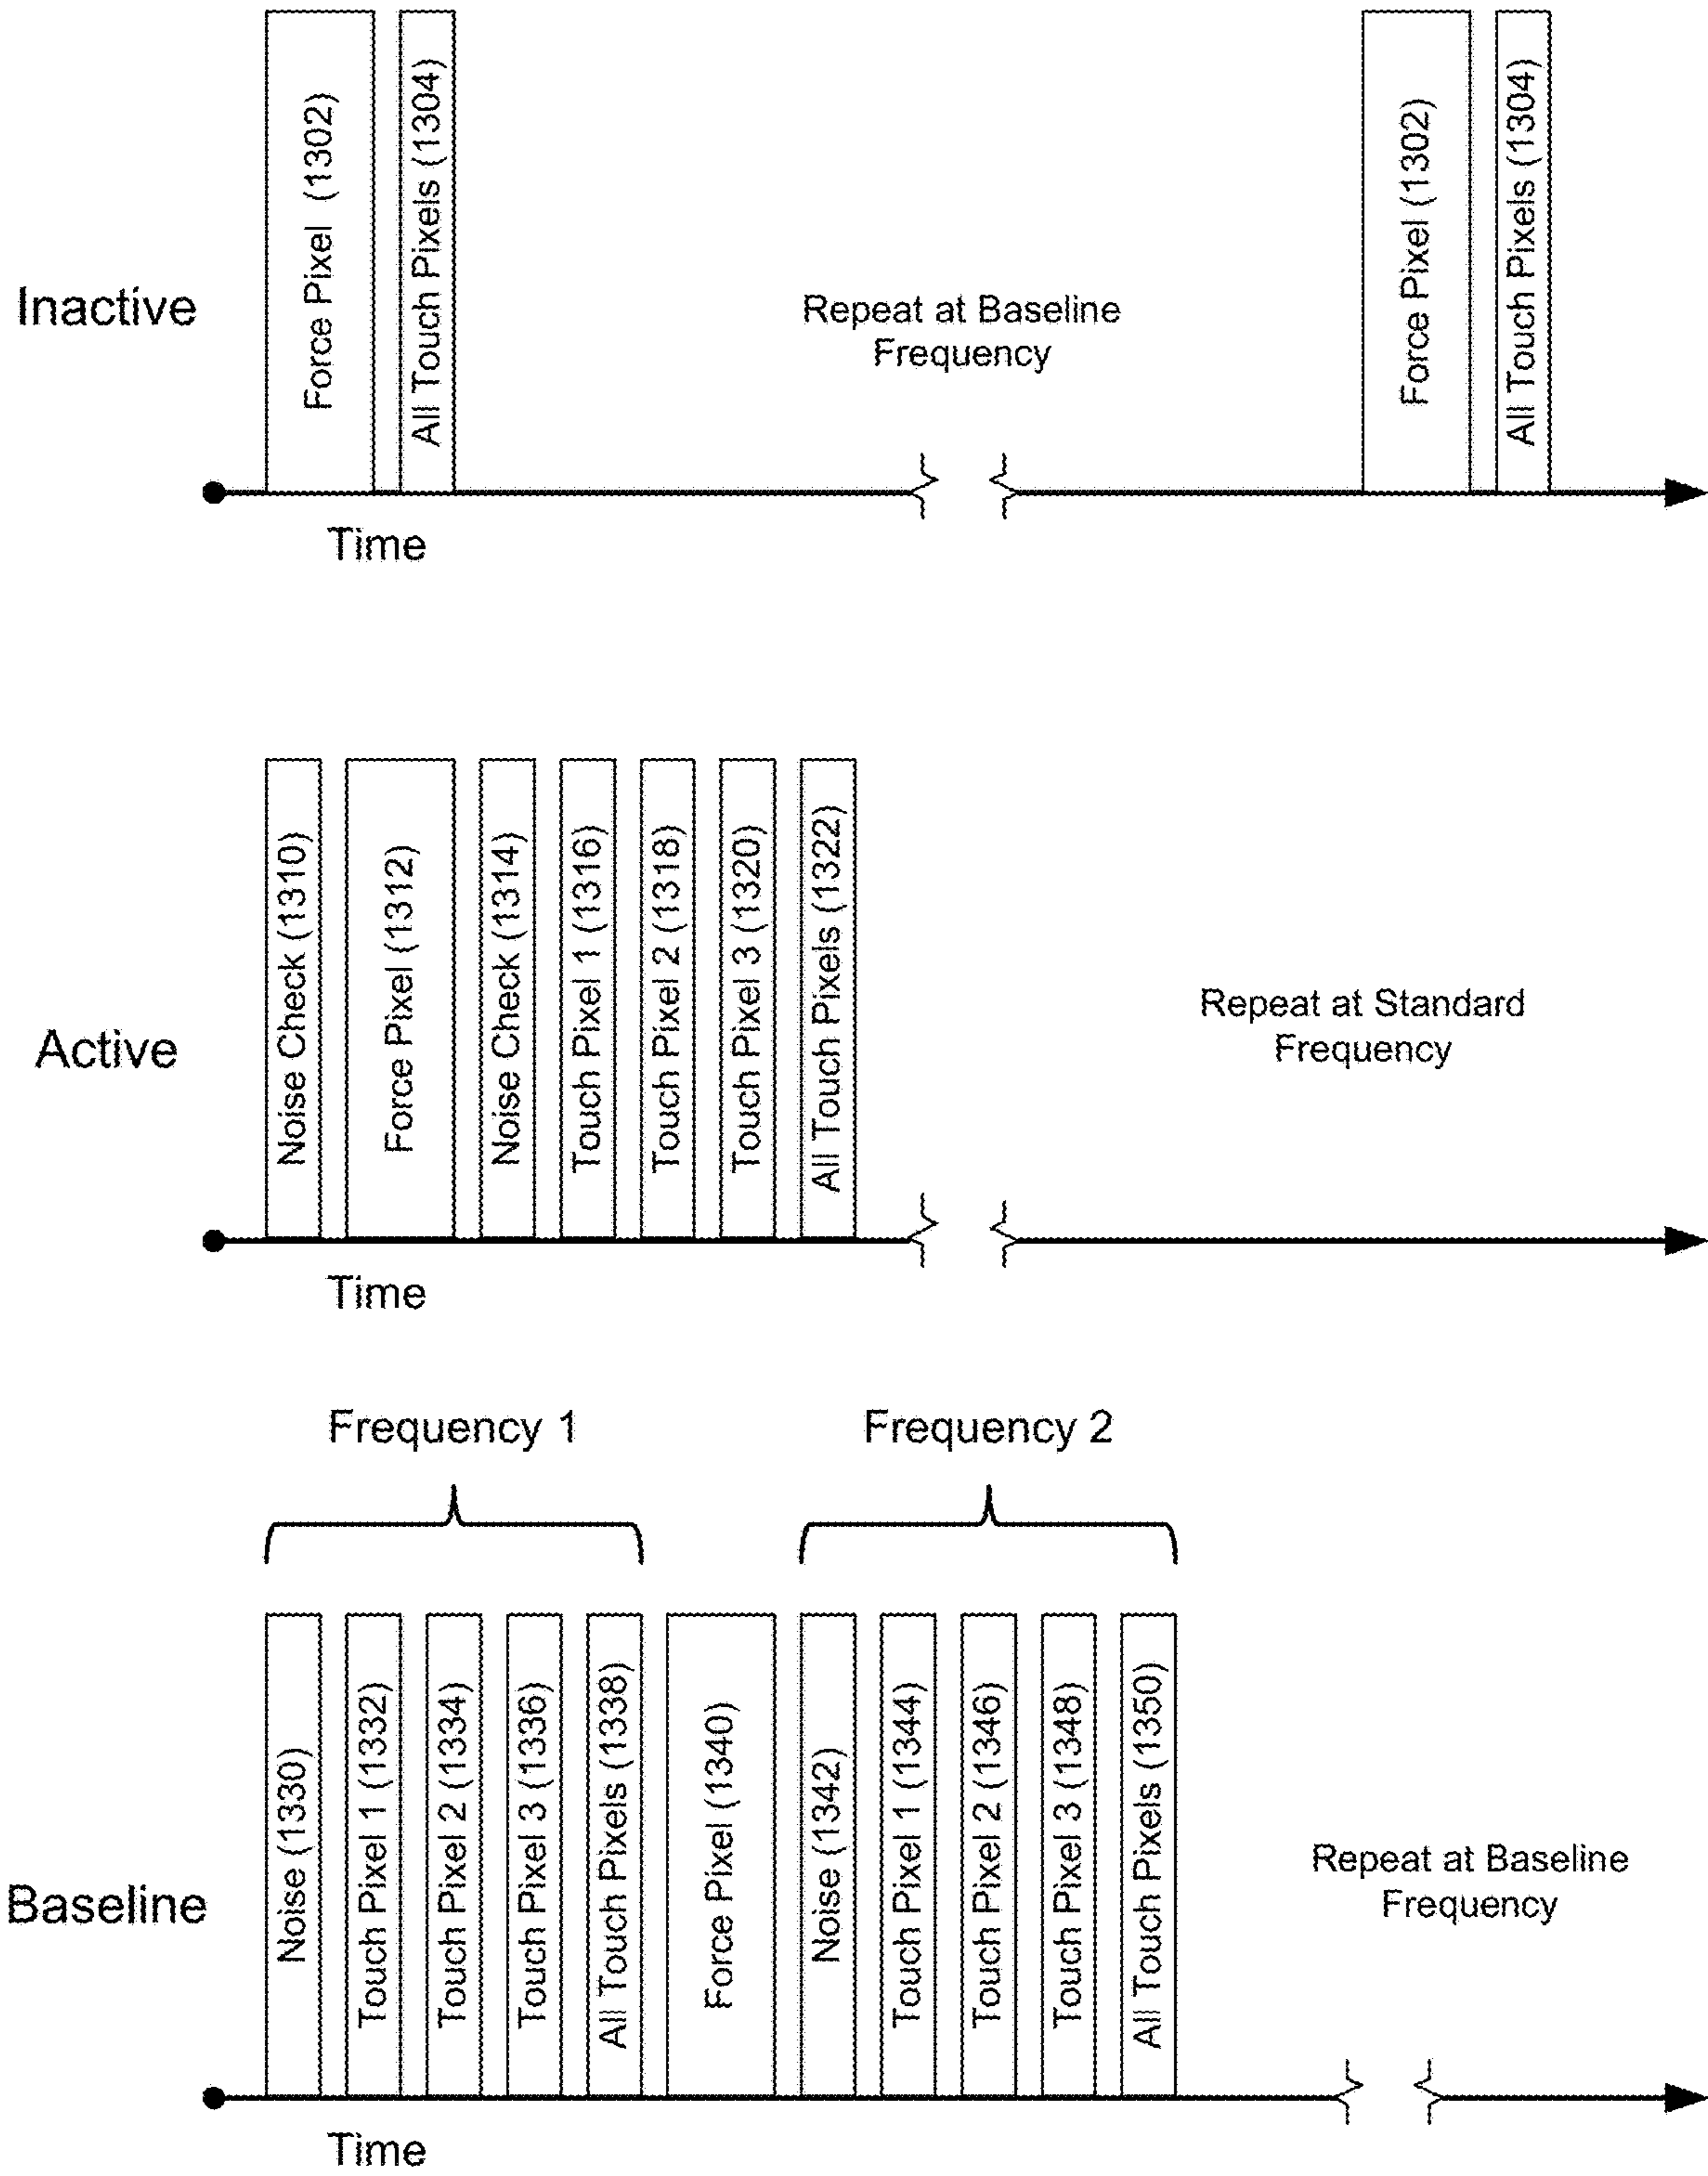 Inactive
Force Pixel (1302)
All Touch Pixels (1304)
Repeat at Baseline
Frequency
Force Pixel (1302)
All Touch Pixels (1304)
Time
Active
Noise Check (1310)
Force Pixel (1312)
Noise Check (1314)
Touch Pixel 1 (1316)
Touch Pixel 2 (1318)
Touch Pixel 3 (1320)
All Touch Pixels (1322)
Repeat at Standard
Frequency
Time
Frequency 1
Frequency 2
Baseline
Noise (1330)
Touch Pixel 1 (1332)
Touch Pixel 2 (1334)
Touch Pixel 3 (1336)
All Touch Pixels (1338)
Force Pixel (1340)
Noise (1342)
Touch Pixel 1 (1344)
Touch Pixel 2 (1346)
Touch Pixel 3 (1348)
All Touch Pixels (1350)
Repeat at Baseline
Frequency
Time